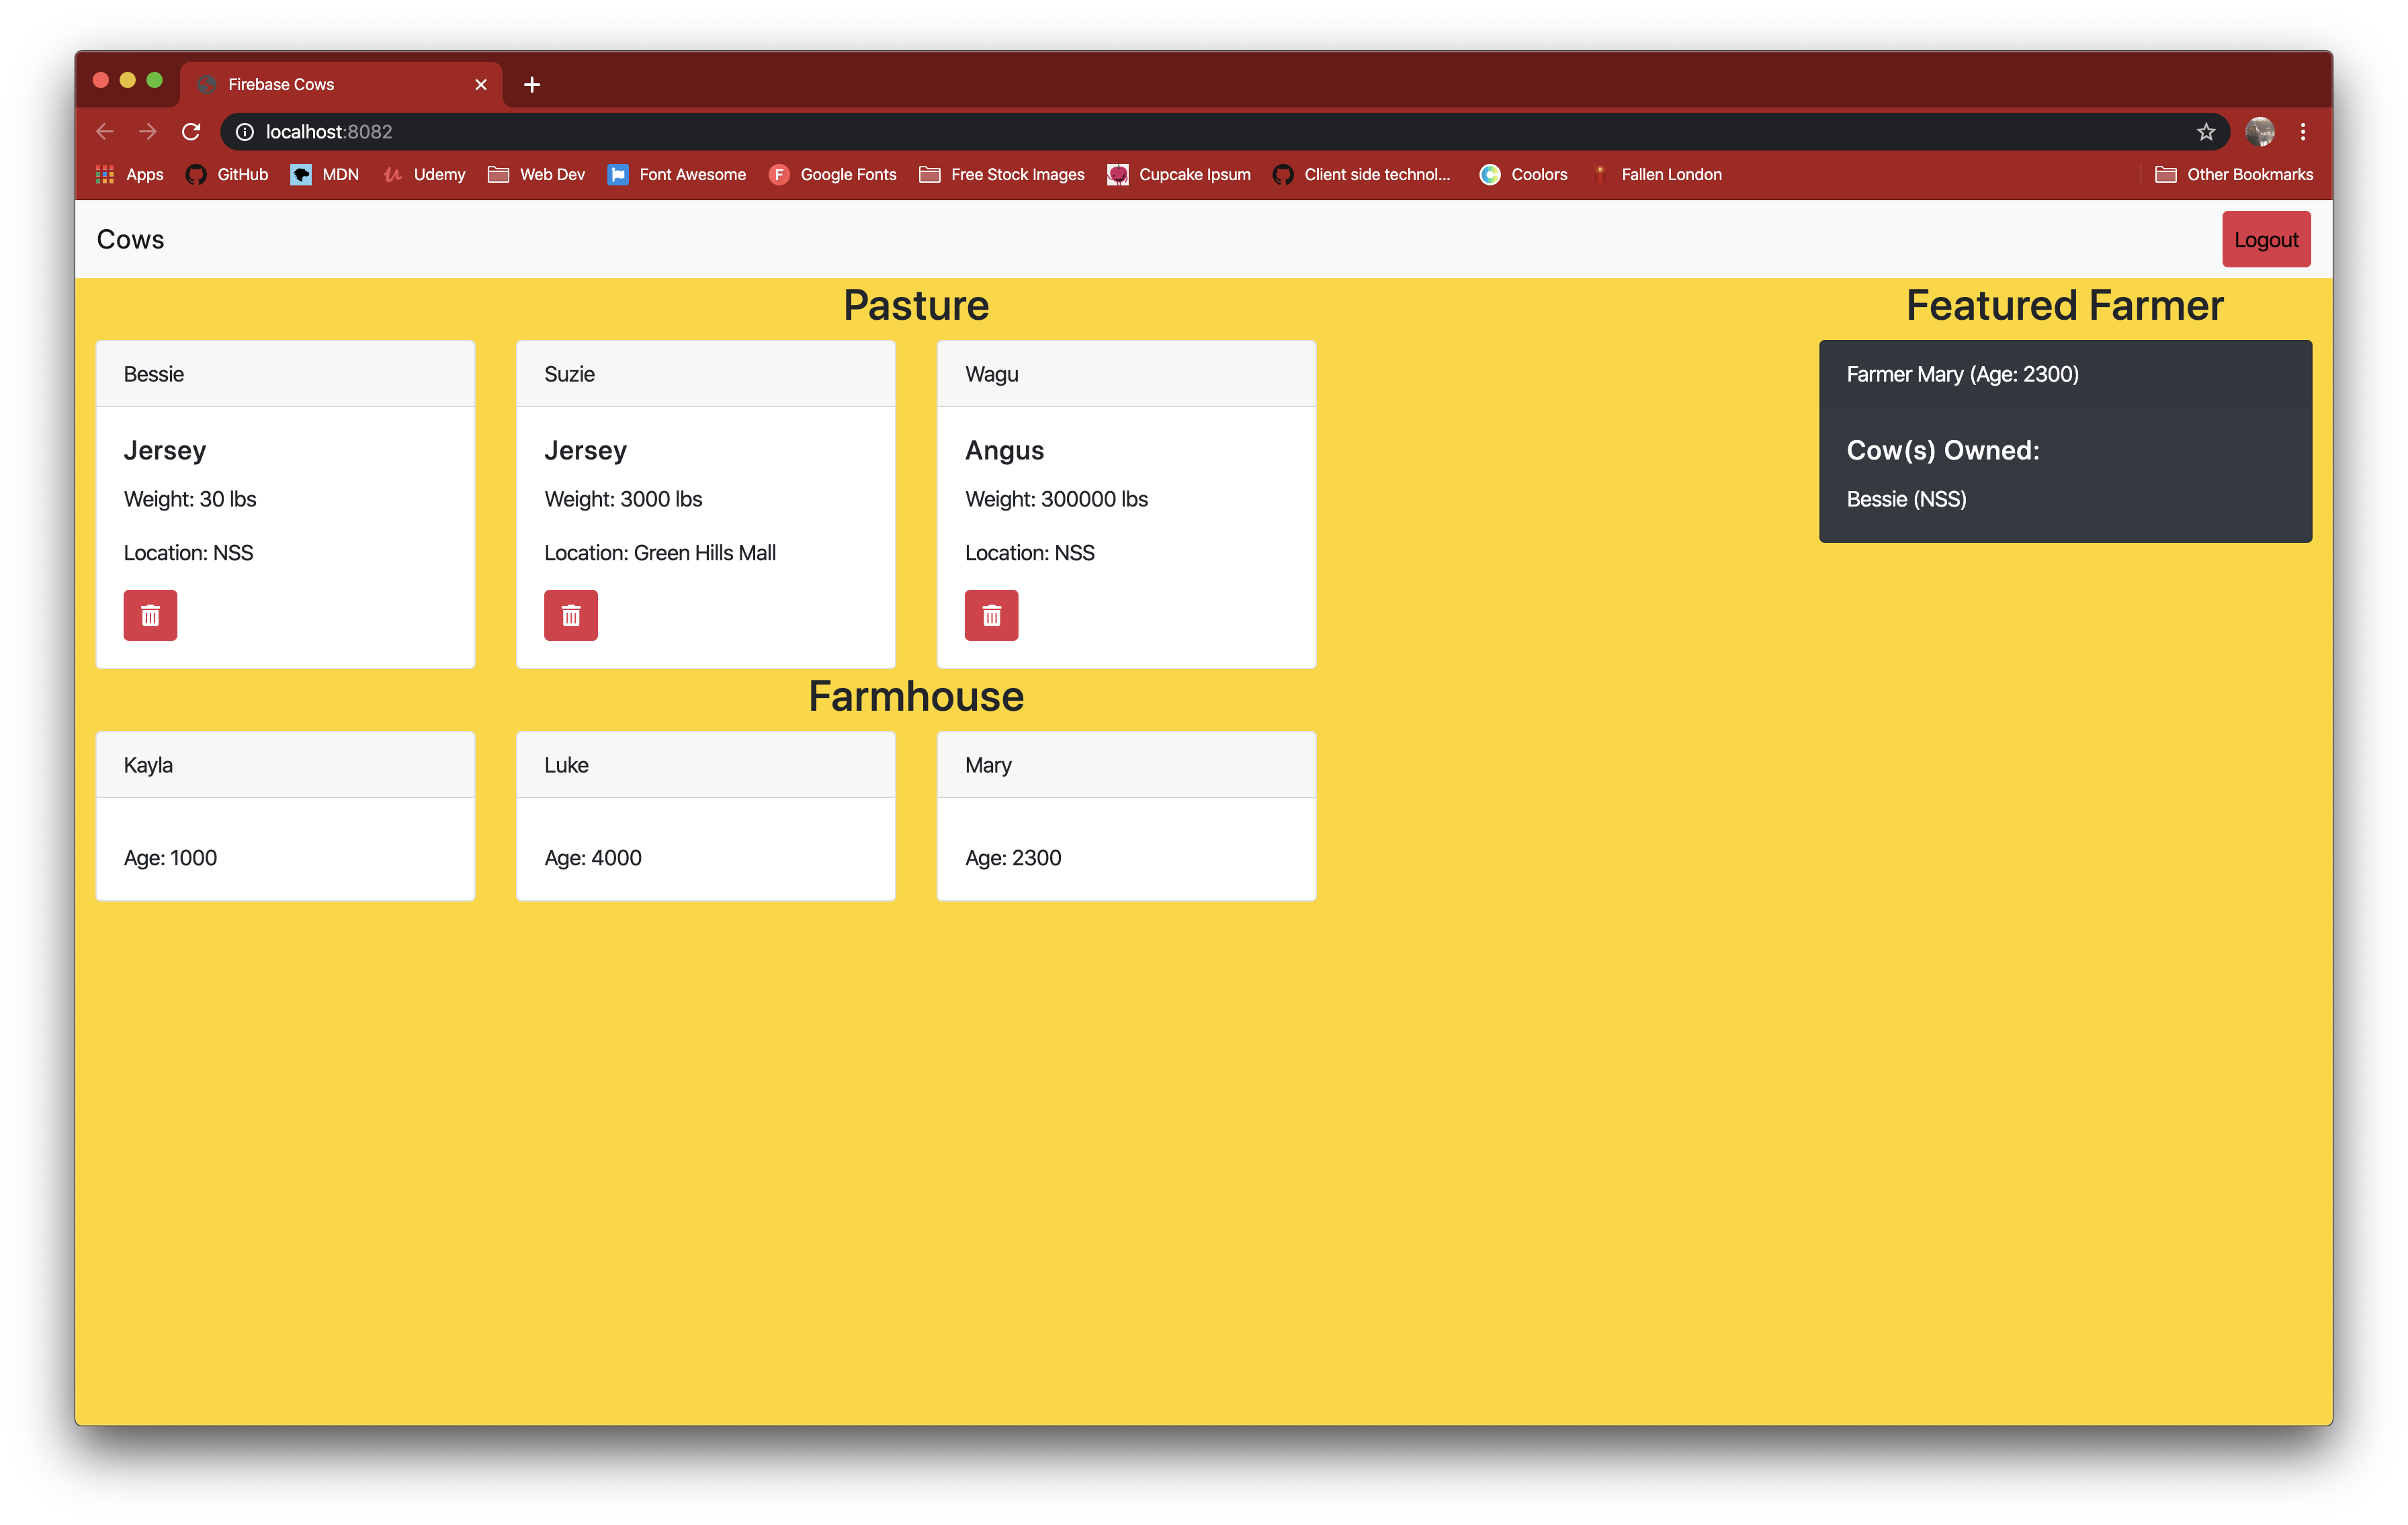 Firebase Cows
localhost:8082
Apps GitHub MDN Udemy Web Dev Font Awesome Google Fonts Free Stock Images Cupcake Ipsum Client side technol... Coolors Fallen London Other Bookmarks
Cows Logout
Pasture
Bessie
Jersey
Weight: 30 lbs
Location: NSS
Suzie
Jersey
Weight: 3000 lbs
Location: Green Hills Mall
Wagu
Angus
Weight: 300000 lbs
Location: NSS
Farmhouse
Kayla
Age: 1000
Luke
Age: 4000
Mary
Age: 2300
Featured Farmer
Farmer Mary (Age: 2300)
Cow(s) Owned:
Bessie (NSS)